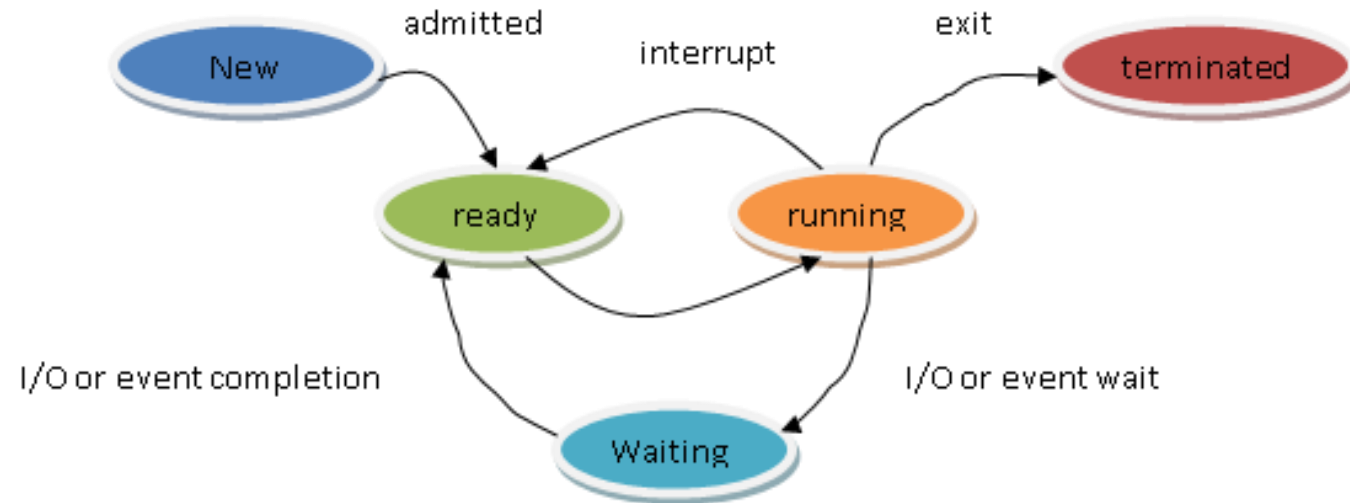 admitted
exit
interrupt
New
terminated
ready
running
I/O or event completion
I/O or event wait
Waiting